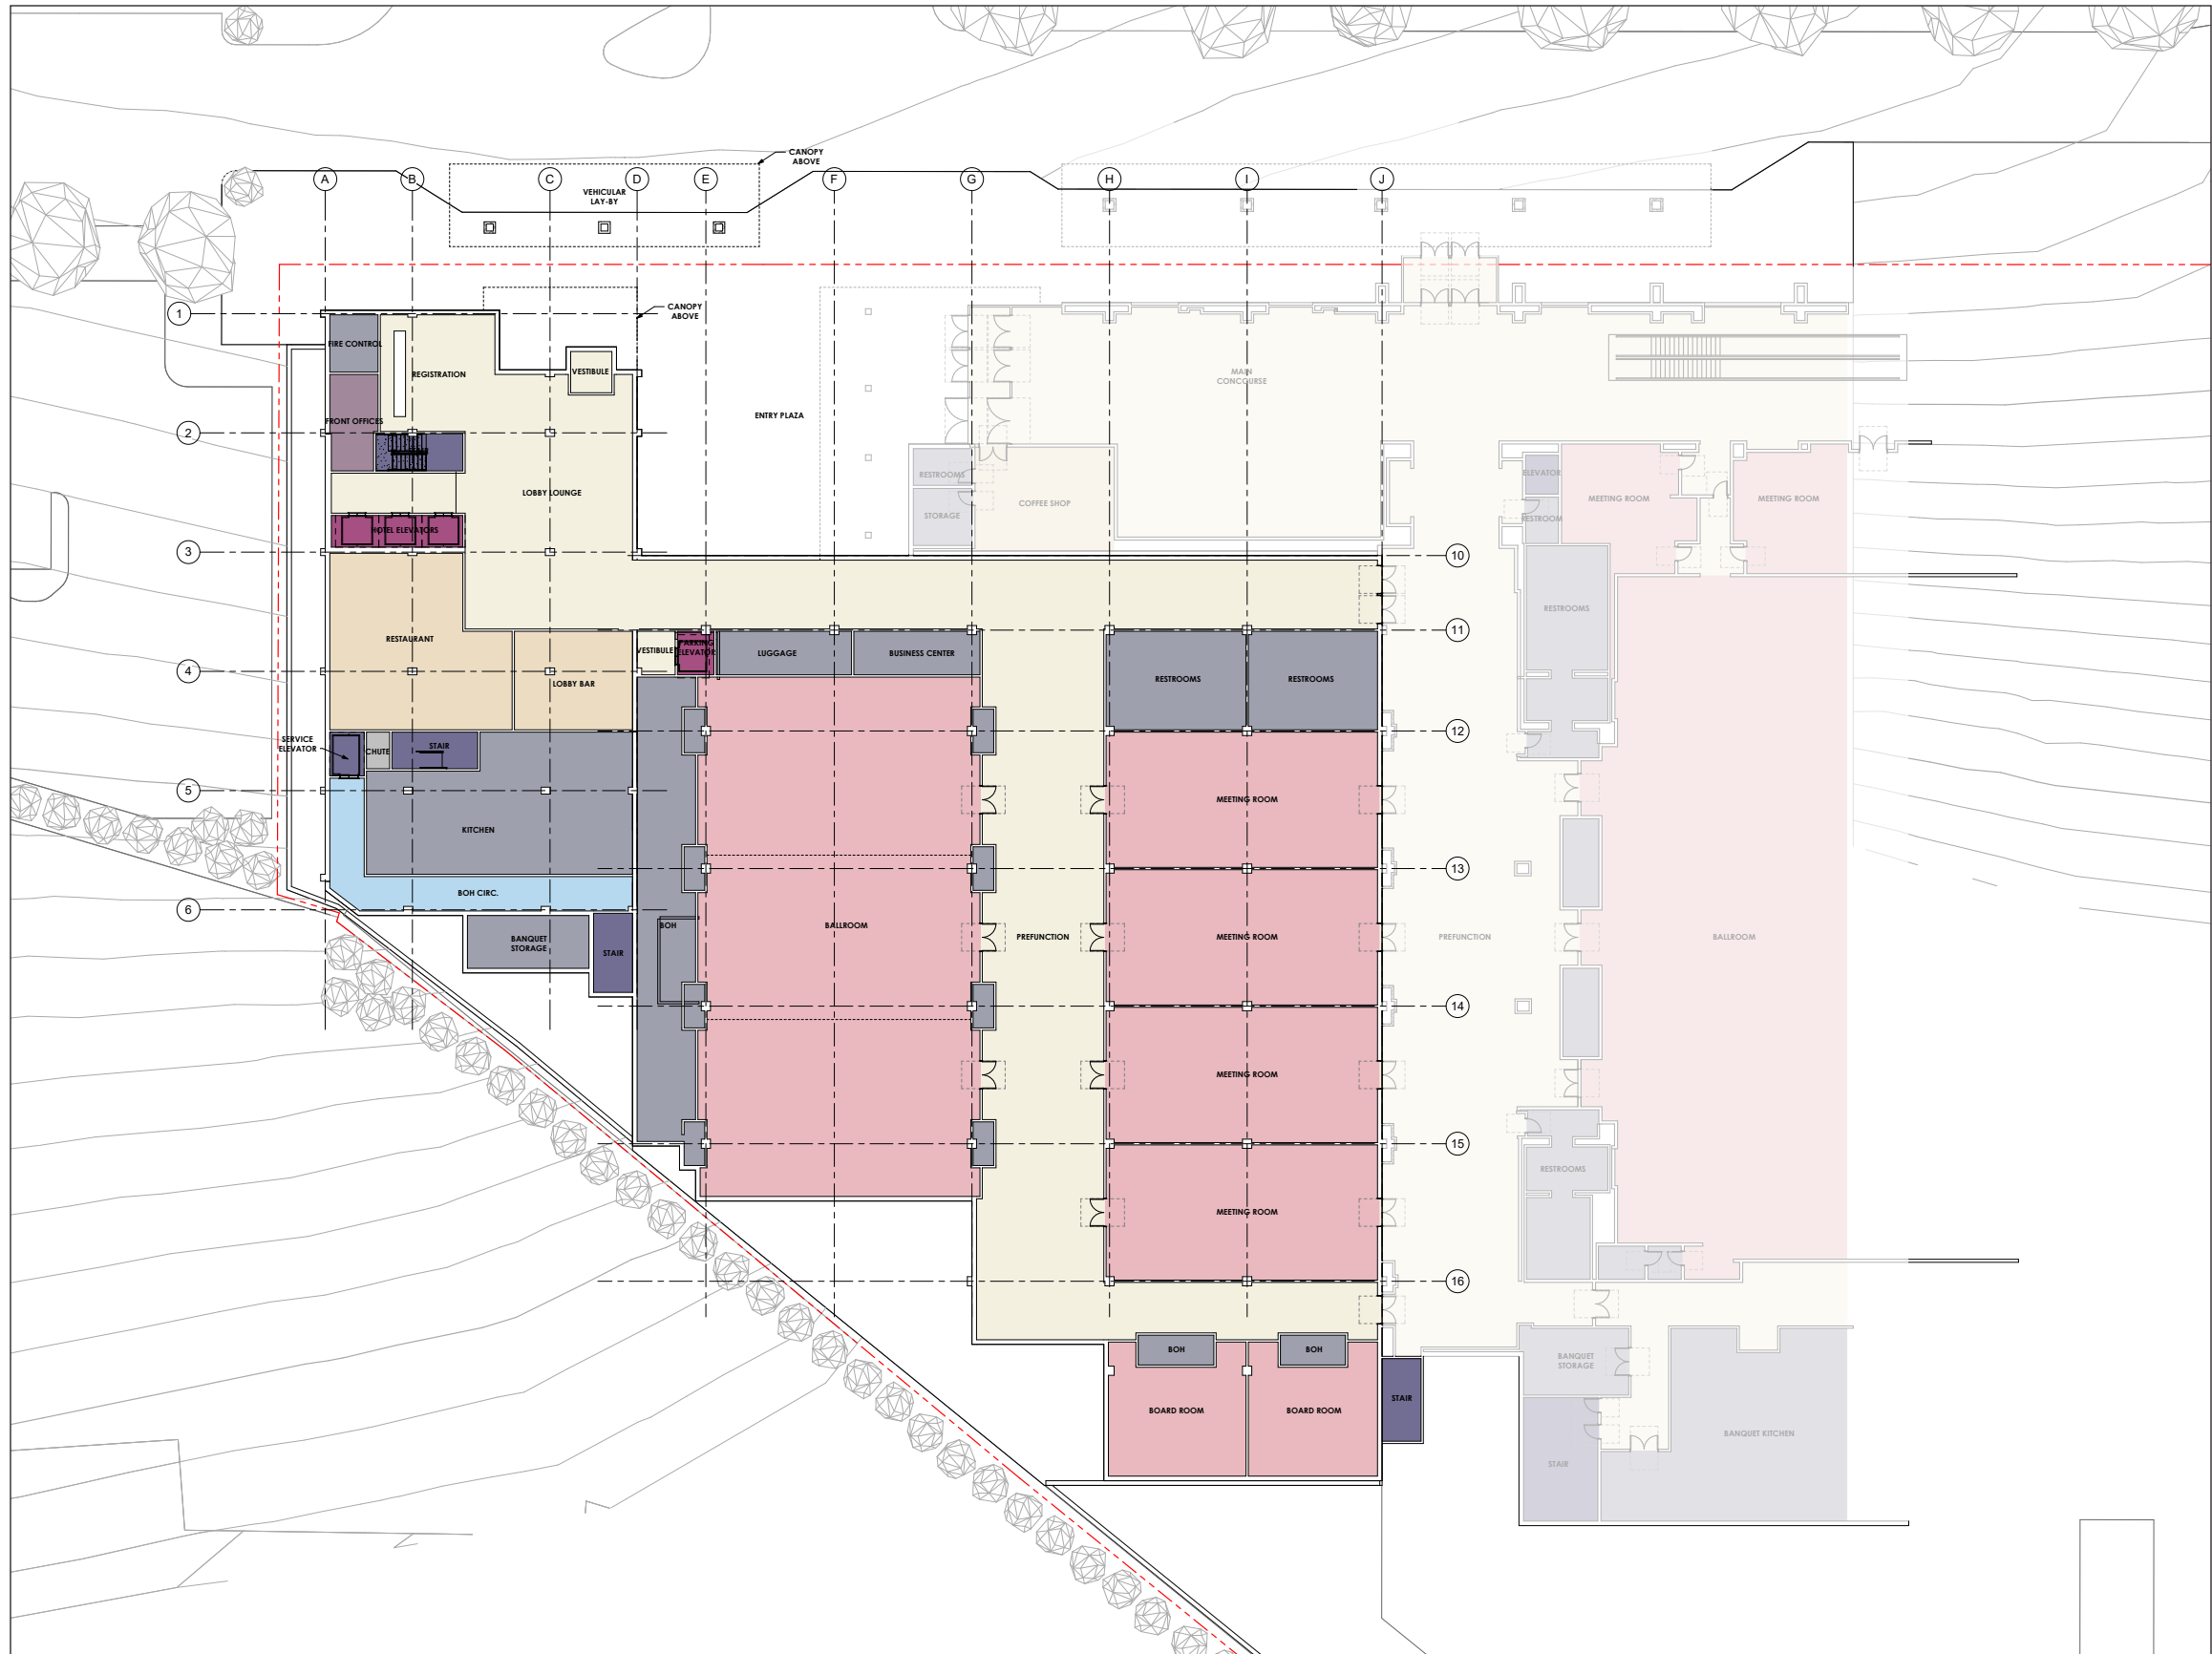 CANOPY
ABOVE
A
B
C
D
E
F
G
H
I
J
VEHICULAR
LAY-BY
CANOPY
ABOVE
1
FIRE CONTROL
REGISTRATION
VESTIBULE
MAIN
CONCOURSE
ENTRY PLAZA
FRONT OFFICES
2
LOBBY LOUNGE
RESTROOMS
COFFEE SHOP
STORAGE
ELEVATOR
RESTROOM
MEETING ROOM
MEETING ROOM
HOTEL ELEVATORS
3
10
RESTROOMS
11
RESTAURANT
VESTIBULE
PARKING
ELEVATOR
LUGGAGE
BUSINESS CENTER
4
LOBBY BAR
RESTROOMS
RESTROOMS
12
SERVICE
ELEVATOR
CHUTE
STAIR
5
MEETING ROOM
KITCHEN
13
BOH CIRC.
6
BANQUET
STORAGE
STAIR
BOH
BALLROOM
PREFUNCTION
MEETING ROOM
PREFUNCTION
BALLROOM
14
MEETING ROOM
15
RESTROOMS
MEETING ROOM
16
BOH
BOH
BANQUET
STORAGE
BOARD ROOM
BOARD ROOM
STAIR
BANQUET KITCHEN
STAIR